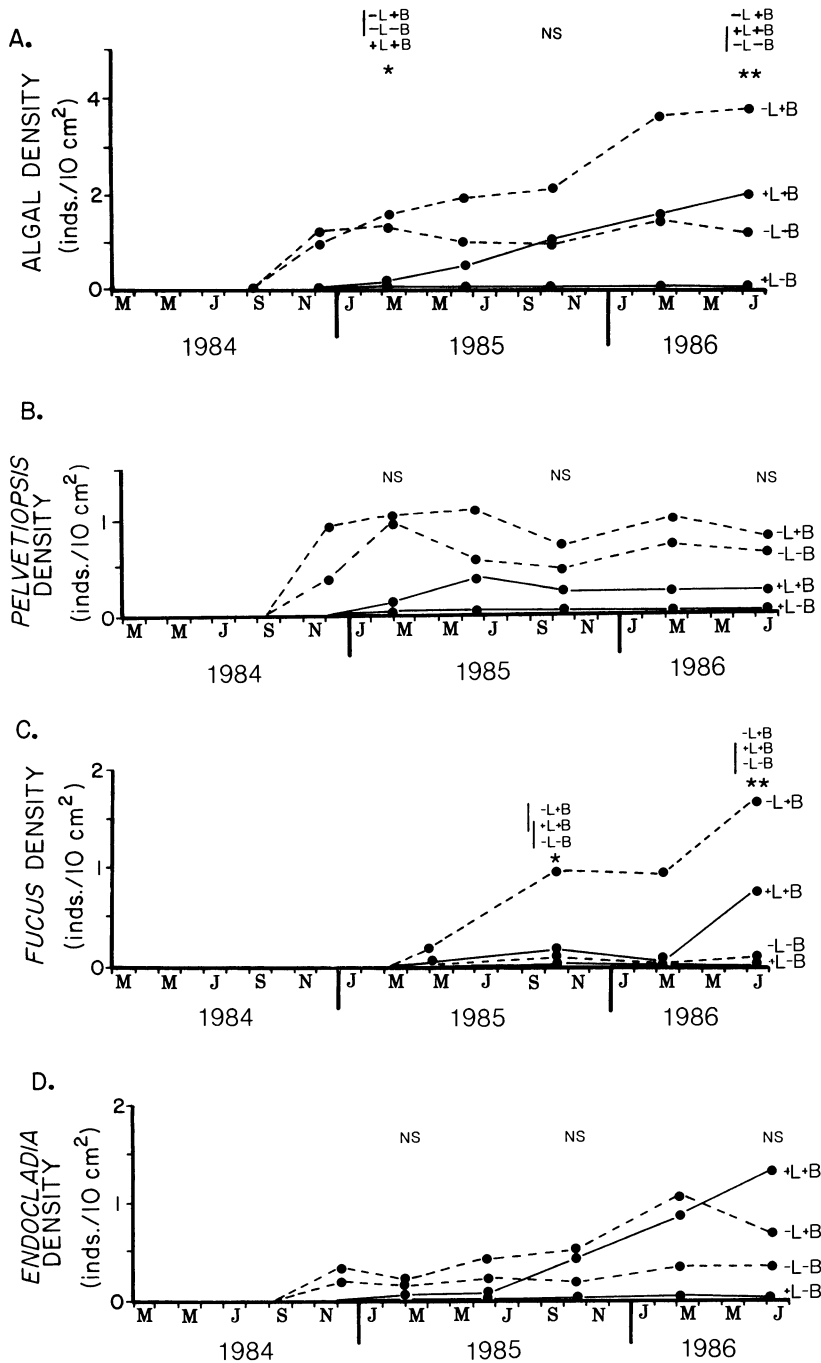 A.
-L+B
-L-B
+L+B
*
NS
-L+B
+L+B
-L-B
**
ALGAL DENSITY
(inds./10 cm²)
4
2
0
-L+B
+L+B
-L+B
+L-B
M M J S N J M M J S N J M M J
1984 1985 1986
B.
PELVETIOPSIS
DENSITY
(inds./10 cm²)
1
0
NS NS NS
-L+B
-L-B
+L+B
+L-B
M M J S N J M M J S N J M M J
1984 1985 1986
C.
FUCUS DENSITY
(inds./10 cm²)
2
1
0
-L+B
+L+B
-L-B
*
-L+B
+L+B
-L-B
**
-L+B
+L+B
-L-B
+L-B
M M J S N J M M J S N J M M J
1984 1985 1986
D.
ENDOCLADIA
DENSITY
(inds./10 cm²)
2
1
0
NS NS NS
+L+B
-L+B
-L-B
+L-B
M M J S N J M M J S N J M M J
1984 1985 1986